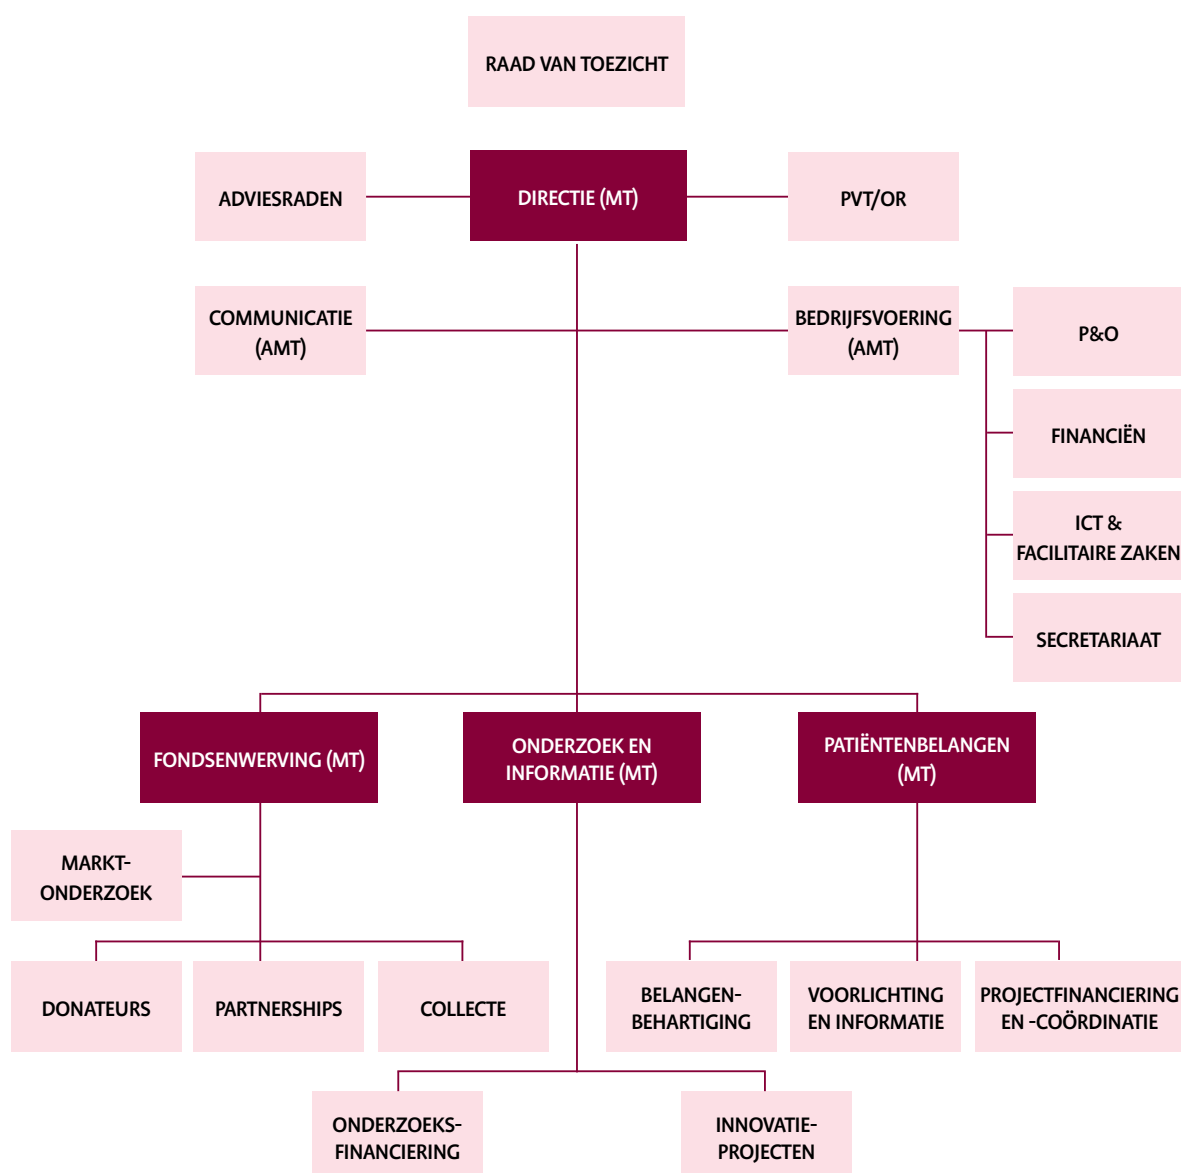 RAAD VAN TOEZICHT
ADVIESRADEN
DIRECTIE (MT)
PVT/OR
COMMUNICATIE
(AMT)
BEDRIJFSVOERING
(AMT)
P&O
FINANCIËN
ICT &
FACILITAIRE ZAKEN
SECRETARIAAT
FONDSENWERVING (MT)
ONDERZOEK EN
INFORMATIE (MT)
PATIËNTENBELANGEN
(MT)
MARKT-
ONDERZOEK
DONATEURS
PARTNERSHIPS
COLLECTE
BELANGEN-
BEHARTIGING
VOORLICHTING
EN INFORMATIE
PROJECTFINANCIERING
EN -COÖRDINATIE
ONDERZOEKS-
FINANCIERING
INNOVATIE-
PROJECTEN